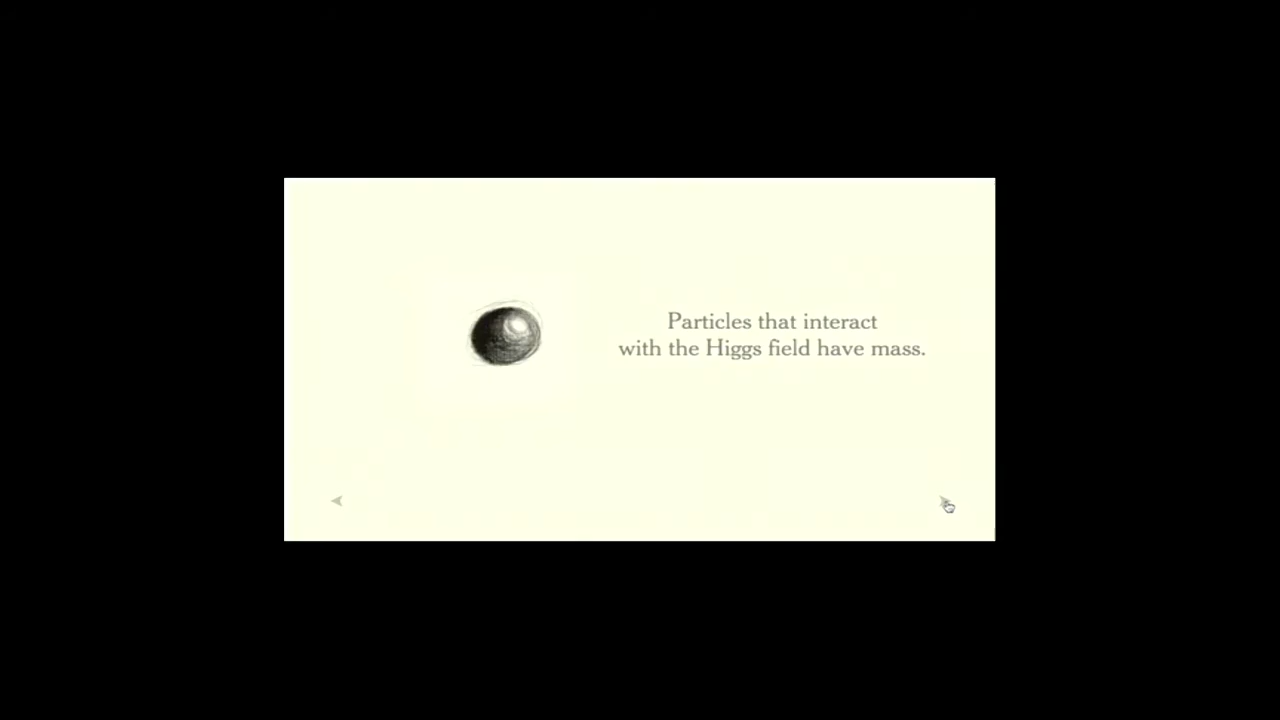 Particles that interact
with the Higgs field have mass.